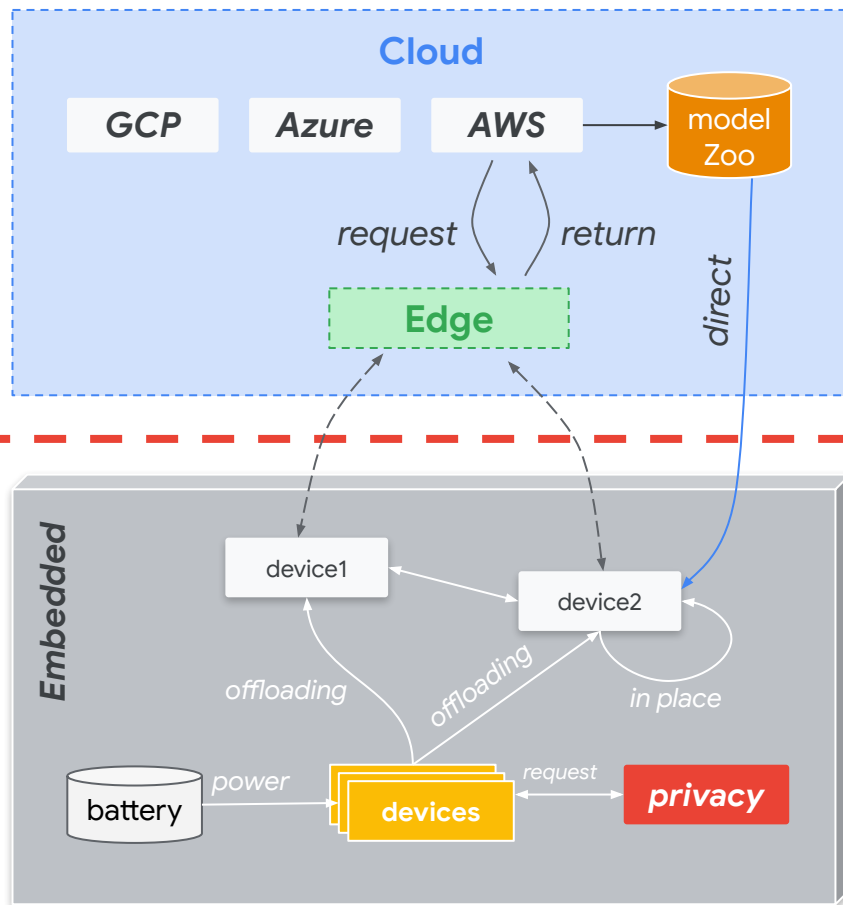 Cloud
GCP
Azure
AWS
model
Zoo
request
return
direct
Edge
Embedded
device1
device2
offloading
offloading
in place
power
request
battery
devices
privacy